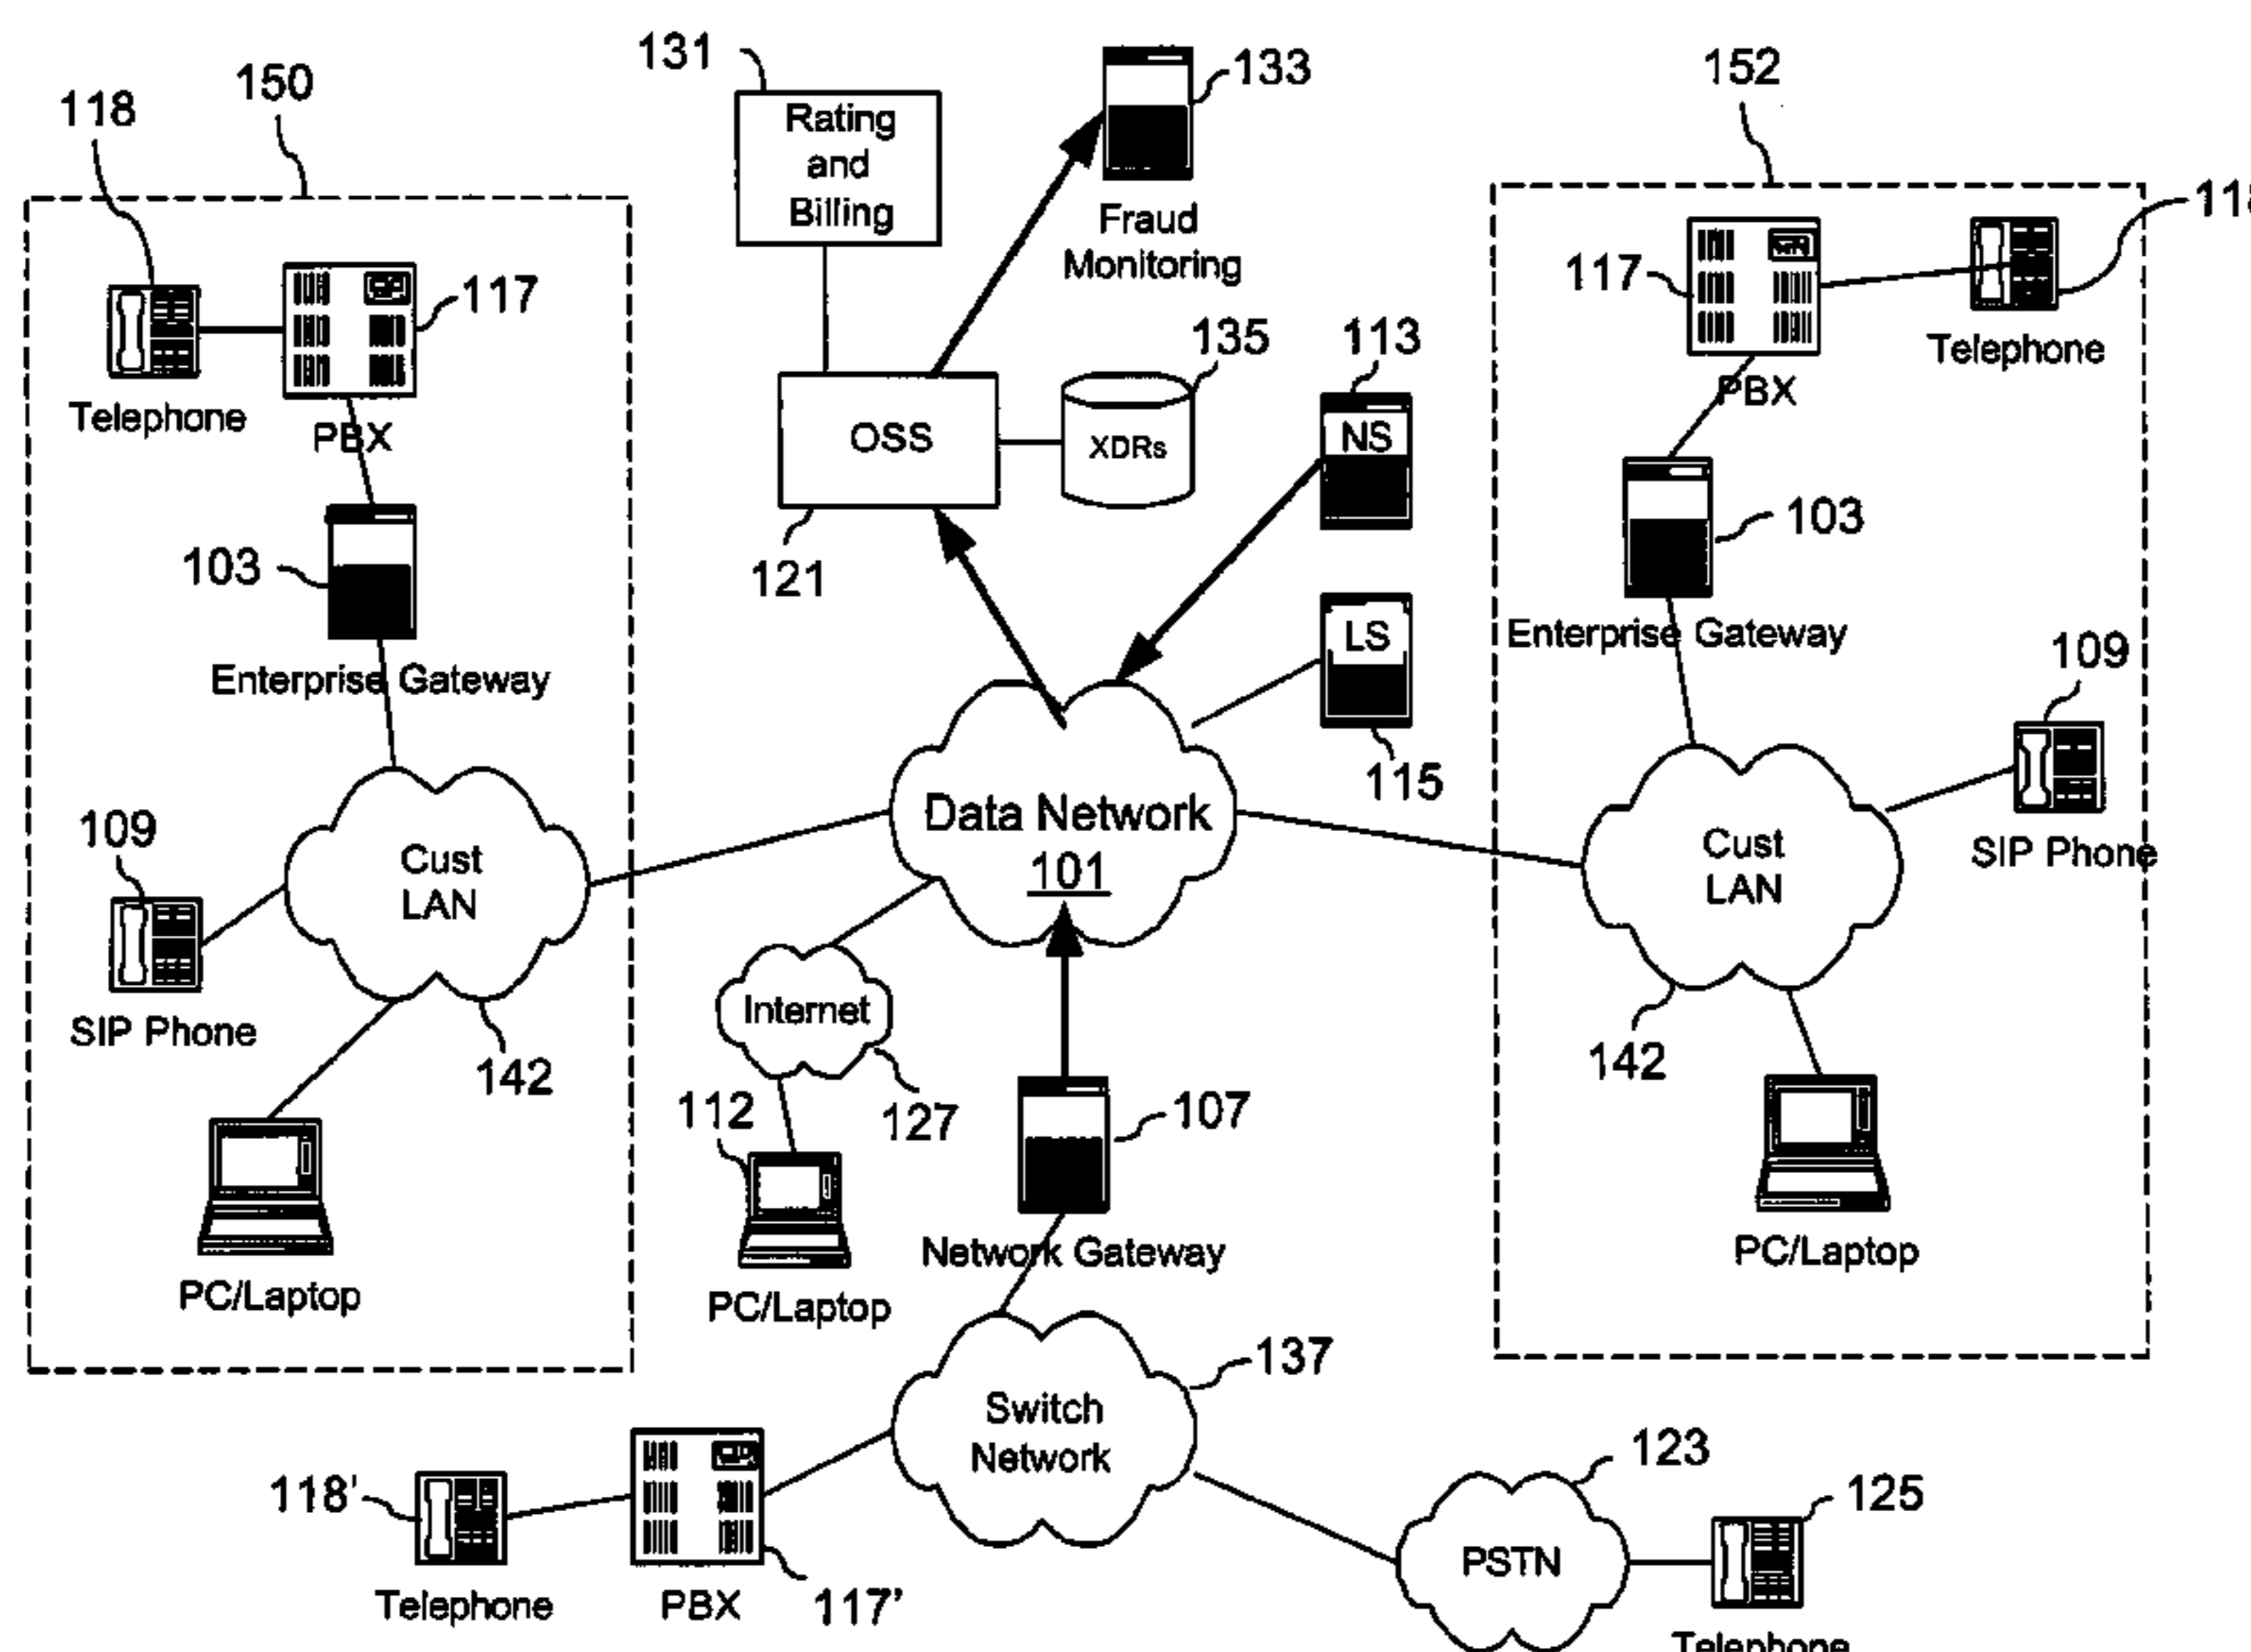 131
133
152
150
118
Rating
and
Billing
Fraud
Monitoring
117
117
Telephone
135
113
Telephone
PBX
PBX
OSS
XDRs
NS
103
103
121
Enterprise Gateway
LS
Enterprise Gateway
109
115
109
Data Network
101
Cust
LAN
Cust
LAN
SIP Phone
Internet
SIP Phone
142
142
112
127
107
Network Gateway
PC/Laptop
PC/Laptop
PC/Laptop
137
Switch
Network
123
118'
125
PSTN
Telephone
PBX
117'
Telephone